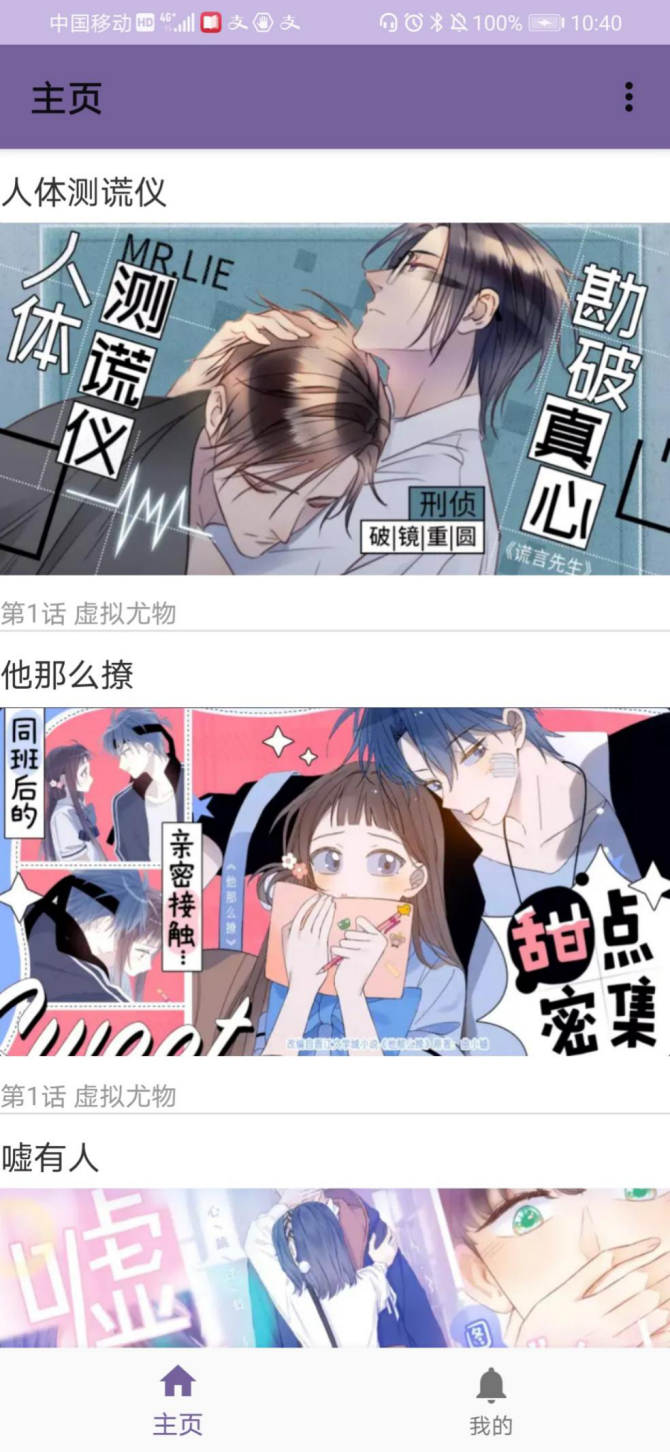 中国移动 HD 4G 100% 10:40
主页
人体测谎仪
人体
测谎仪
MR.LIE
勘破
真心
刑侦
破|镜|重|圆
《谎言先生》
第1话 虚拟尤物
他那么撩
同班后的
亲密接触…
《他那么撩》
甜点
密集
Sweet
第1话 虚拟尤物
嘘有人
嘘
主页
我的